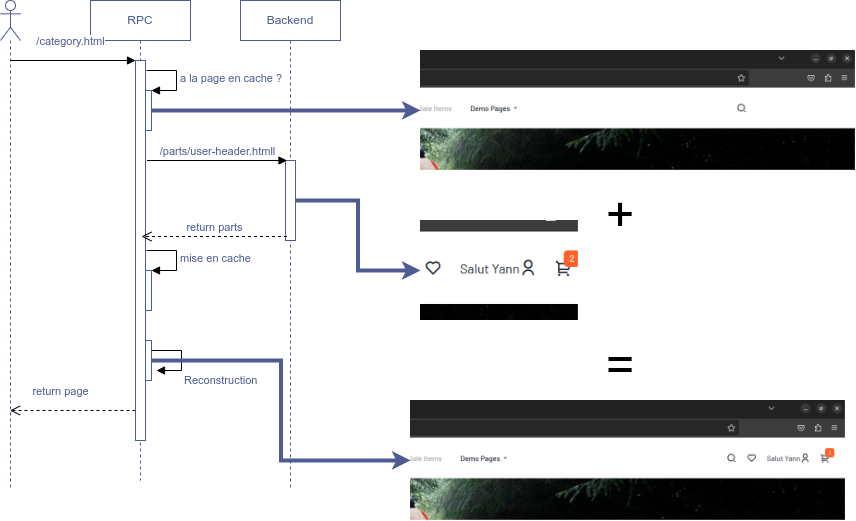 RPC
Backend
/category.html
a la page en cache ?
Sale Items
Demo Pages
/parts/user-header.htmll
return parts
Salut Yann
2
mise en cache
Reconstruction
return page
Sale Items
Demo Pages
Salut Yann
2